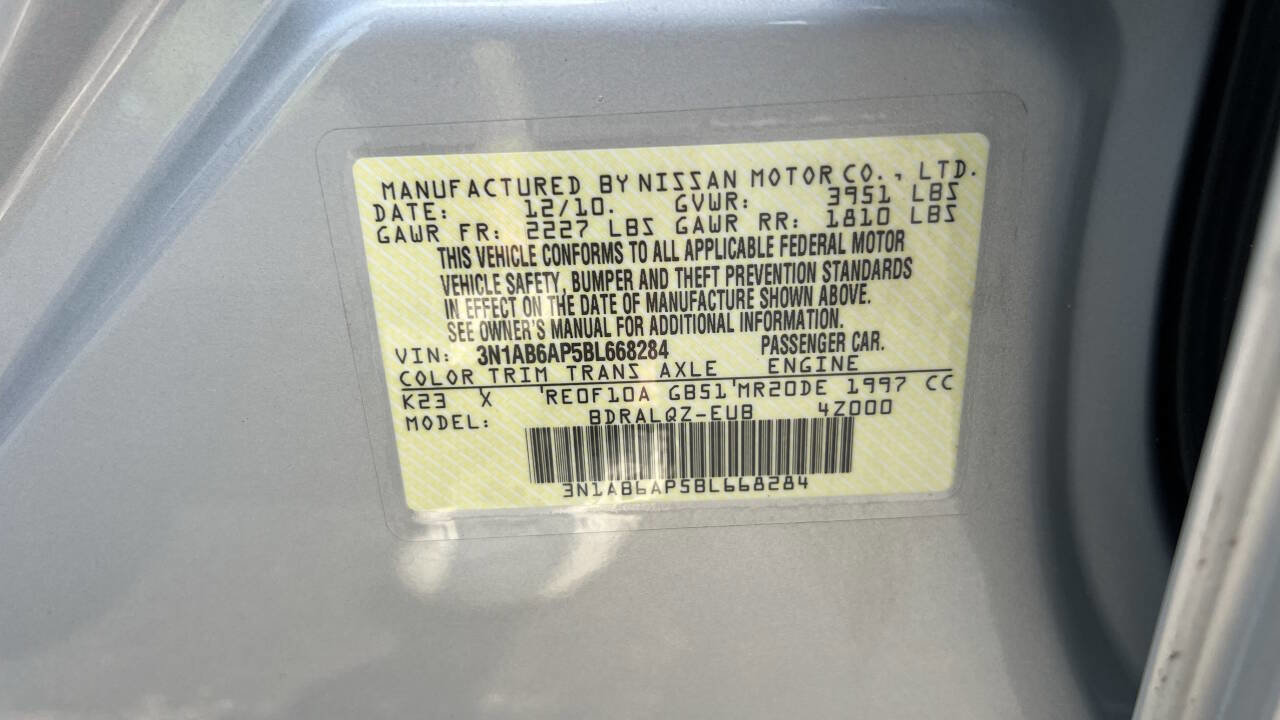 MANUFACTURED BY NISSAN MOTOR CO., LTD.
DATE: 12/10. GVWR: 3951 LBS
GAWR FR: 2227 LBS GAWR RR: 1810 LBS
THIS VEHICLE CONFORMS TO ALL APPLICABLE FEDERAL MOTOR
VEHICLE SAFETY, BUMPER AND THEFT PREVENTION STANDARDS
IN EFFECT ON THE DATE OF MANUFACTURE SHOWN ABOVE.
SEE OWNER'S MANUAL FOR ADDITIONAL INFORMATION.
VIN: 3N1AB6AP5BL668284 PASSENGER CAR.
COLOR TRIM TRANS AXLE ENGINE
K23 X 'RE0F10A GB51'MR20DE 1997 CC
MODEL: BDRALQZ-EUB 4Z000
3N1AB6AP5BL668284